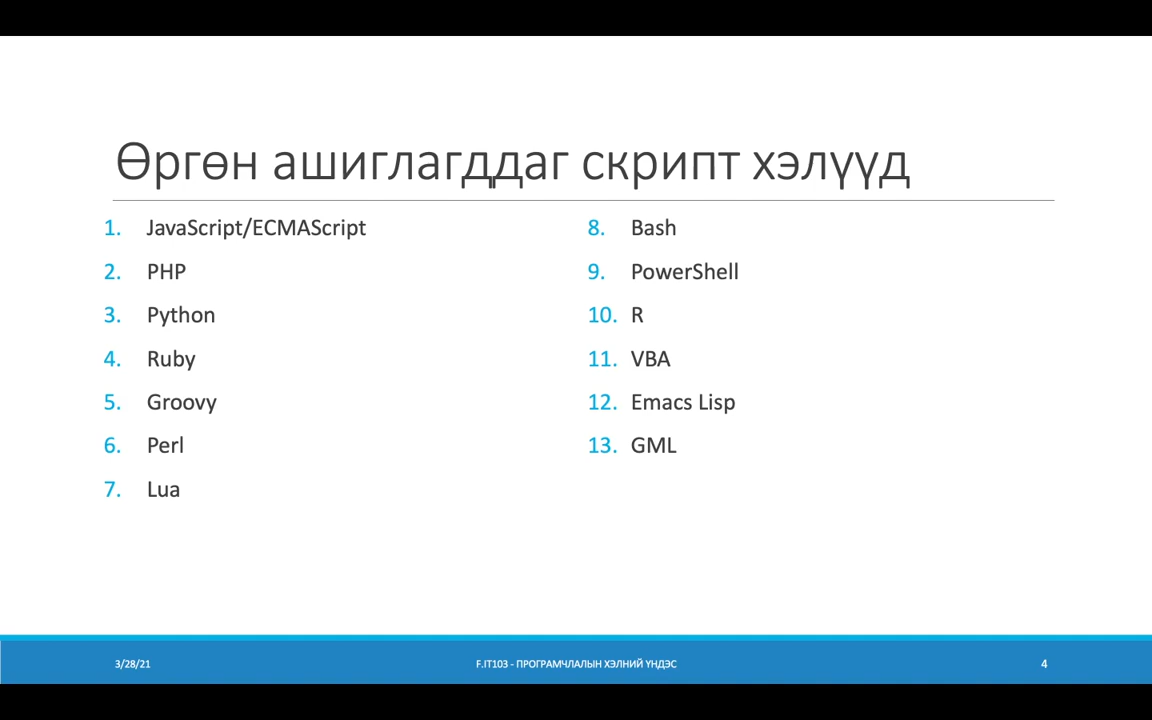 Өргөн ашиглагддаг скрипт хэлүүд
1. JavaScript/ECMAScript
2. PHP
3. Python
4. Ruby
5. Groovy
6. Perl
7. Lua
8. Bash
9. PowerShell
10. R
11. VBA
12. Emacs Lisp
13. GML
3/28/21
F.IT103 - ПРОГРАМЧЛАЛЫН ХЭЛНИЙ ҮНДЭС
4